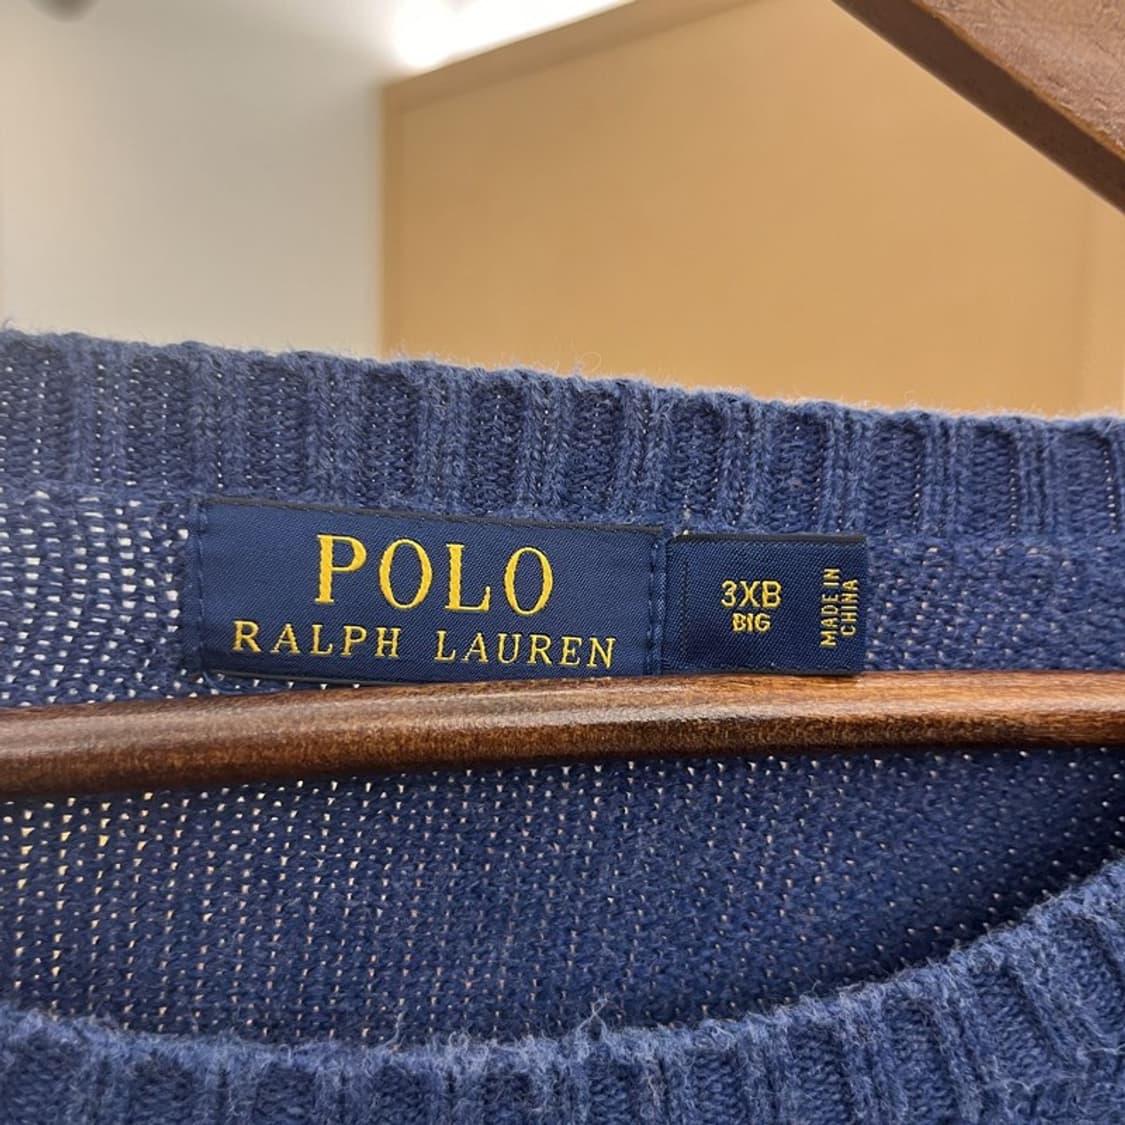 POLO
RALPH LAUREN
3XB
BIG
MADE IN
CHINA